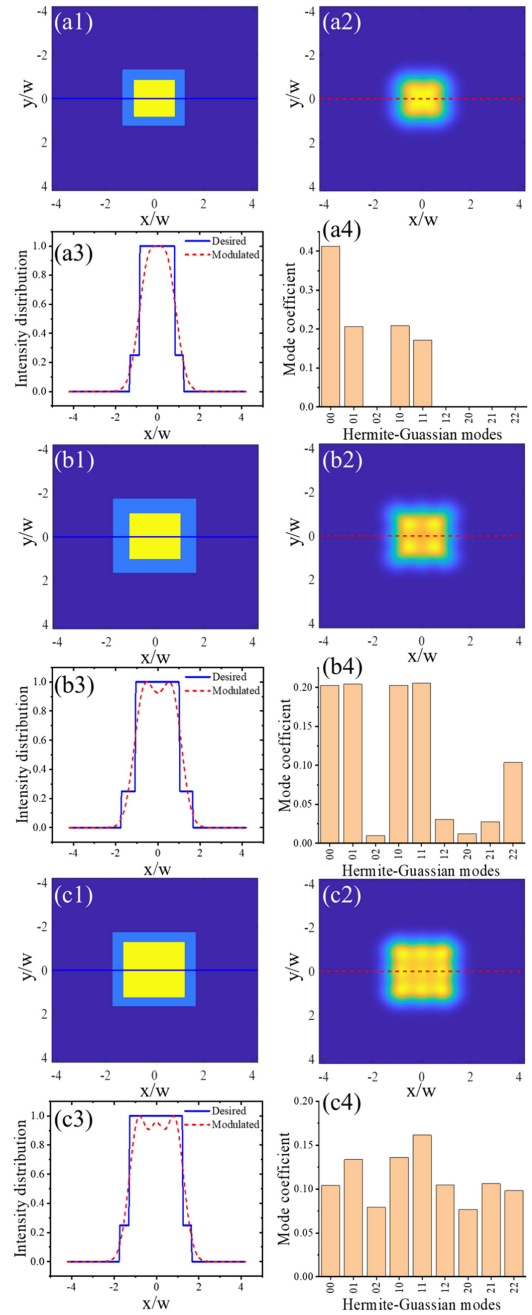 (a1)
-4
-2
0
2
4
y/w
-4 -2 0 2 4
x/w
(a2)
-4
-2
0
2
4
y/w
-4 -2 0 2 4
x/w
(a3)
Desired
Modulated
Intensity distribution
1.0
0.8
0.6
0.4
0.2
0.0
-4 -2 0 2 4
x/w
(a4)
Mode coefficient
0.4
0.3
0.2
0.1
0.0
00 01 02 10 11 12 20 21 22
Hermite-Guassian modes
(b1)
-4
-2
0
2
4
y/w
-4 -2 0 2 4
x/w
(b2)
-4
-2
0
2
4
y/w
-4 -2 0 2 4
x/w
(b3)
Desired
Modulated
Intensity distribution
1.0
0.8
0.6
0.4
0.2
0.0
-4 -2 0 2 4
x/w
(b4)
Mode coefficient
0.20
0.15
0.10
0.05
0.00
00 01 02 10 11 12 20 21 22
Hermite-Guassian modes
(c1)
-4
-2
0
2
4
y/w
-4 -2 0 2 4
x/w
(c2)
-4
-2
0
2
4
y/w
-4 -2 0 2 4
x/w
(c3)
Desired
Modulated
Intensity distribution
1.0
0.8
0.6
0.4
0.2
0.0
-4 -2 0 2 4
x/w
(c4)
Mode coefficient
0.20
0.15
0.10
0.05
0.00
00 01 02 10 11 12 20 21 22
Hermite-Guassian modes